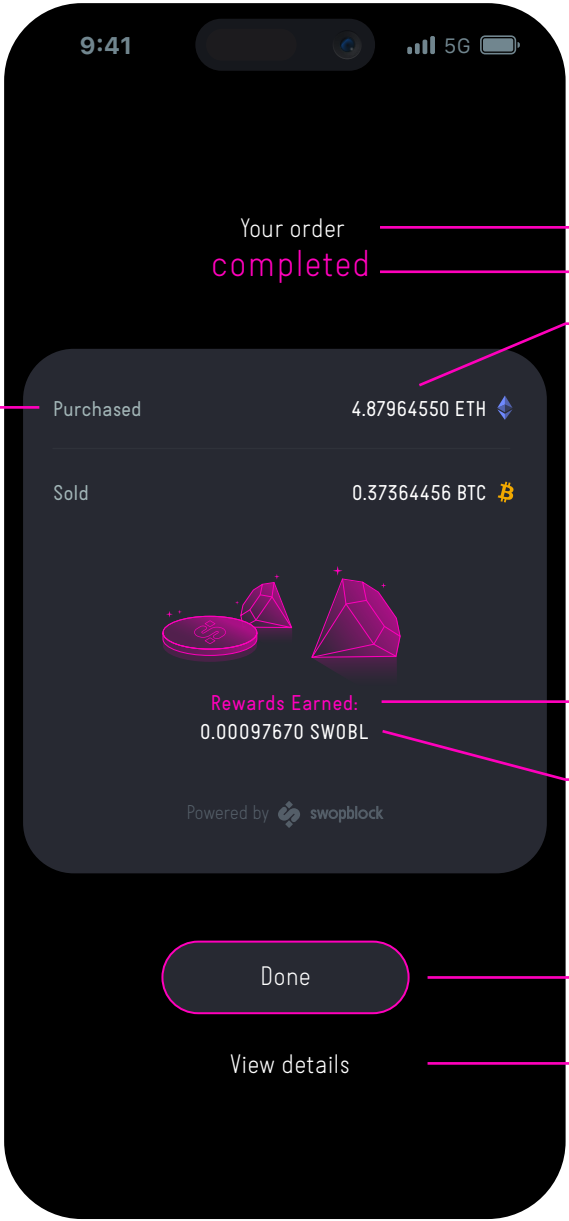 9:41 5G
Your order
completed
Purchased 4.87964550 ETH
Sold 0.37364456 BTC
Rewards Earned:
0.00097670 SWOBL
Powered by swopblock
Done
View details